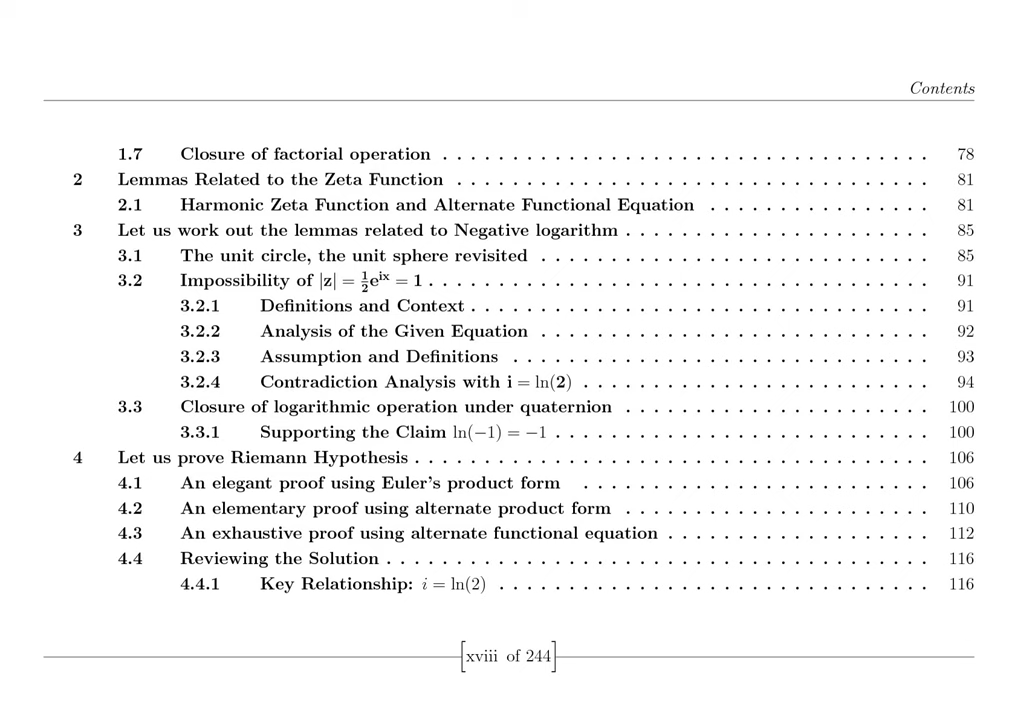 Contents
1.7 Closure of factorial operation . . . . . . . . . . . . . . . . . . . . . . . . . . . . . . . . . . . 78
2 Lemmas Related to the Zeta Function . . . . . . . . . . . . . . . . . . . . . . . . . . . . . . . . . . 81
2.1 Harmonic Zeta Function and Alternate Functional Equation . . . . . . . . . . . . . . . . 81
3 Let us work out the lemmas related to Negative logarithm . . . . . . . . . . . . . . . . . . . . . . 85
3.1 The unit circle, the unit sphere revisited . . . . . . . . . . . . . . . . . . . . . . . . . . . . 85
3.2 Impossibility of |z| = ½e^ix = 1 . . . . . . . . . . . . . . . . . . . . . . . . . . . . . . . . . . . . 91
3.2.1 Definitions and Context . . . . . . . . . . . . . . . . . . . . . . . . . . . . . . . . . 91
3.2.2 Analysis of the Given Equation . . . . . . . . . . . . . . . . . . . . . . . . . . . . 92
3.2.3 Assumption and Definitions . . . . . . . . . . . . . . . . . . . . . . . . . . . . . . 93
3.2.4 Contradiction Analysis with i = ln(2) . . . . . . . . . . . . . . . . . . . . . . . . . 94
3.3 Closure of logarithmic operation under quaternion . . . . . . . . . . . . . . . . . . . . . . 100
3.3.1 Supporting the Claim ln(−1) = −1 . . . . . . . . . . . . . . . . . . . . . . . . . . . 100
4 Let us prove Riemann Hypothesis . . . . . . . . . . . . . . . . . . . . . . . . . . . . . . . . . . . . . 106
4.1 An elegant proof using Euler's product form . . . . . . . . . . . . . . . . . . . . . . . . . 106
4.2 An elementary proof using alternate product form . . . . . . . . . . . . . . . . . . . . . . 110
4.3 An exhaustive proof using alternate functional equation . . . . . . . . . . . . . . . . . . . 112
4.4 Reviewing the Solution . . . . . . . . . . . . . . . . . . . . . . . . . . . . . . . . . . . . . . . 116
4.4.1 Key Relationship: i = ln(2) . . . . . . . . . . . . . . . . . . . . . . . . . . . . . . . 116
[xviii of 244]